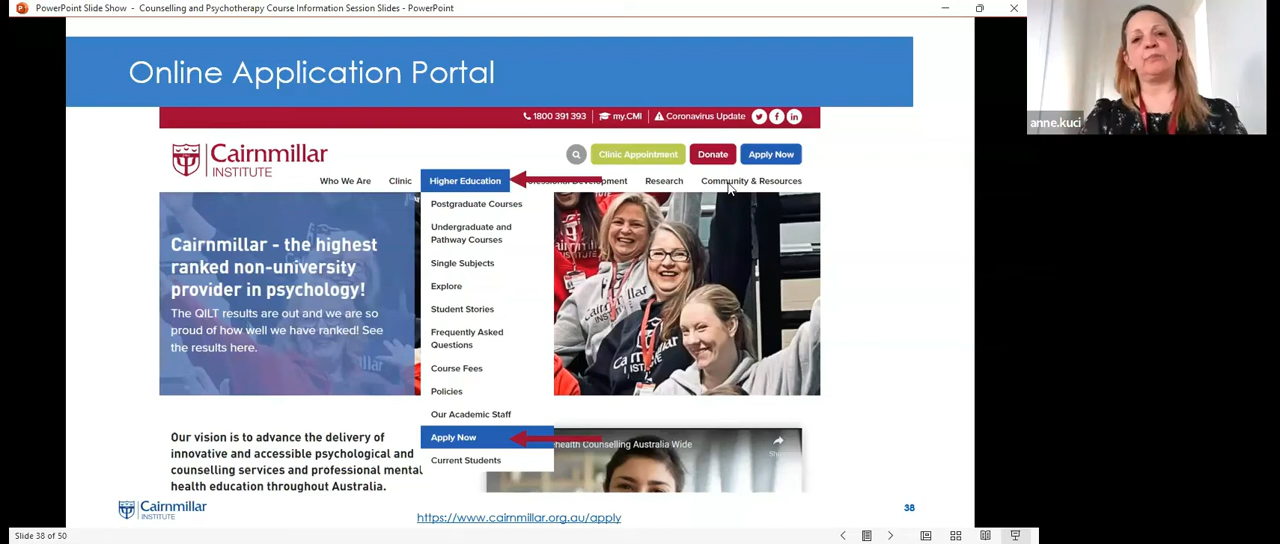 PowerPoint Slide Show - Counselling and Psychotherapy Course Information Session Slides - PowerPoint
Online Application Portal
1800 391 393 my.CMI Coronavirus Update
Cairnmillar
INSTITUTE
Clinic Appointment Donate Apply Now
Who We Are Clinic Higher Education Development Research Community & Resources
Postgraduate Courses
Undergraduate and
Pathway Courses
Single Subjects
Explore
Student Stories
Frequently Asked
Questions
Course Fees
Policies
Our Academic Staff
Apply Now
Current Students
Cairnmillar - the highest
ranked non-university
provider in psychology!
The QILT results are out and we are so
proud of how well we have ranked! See
the results here.
Our vision is to advance the delivery of
innovative and accessible psychological and
counselling services and professional mental
health education throughout Australia.
Counselling Australia Wide
Cairnmillar
INSTITUTE
https://www.cairnmillar.org.au/apply
38
Slide 38 of 50
anne.kuci